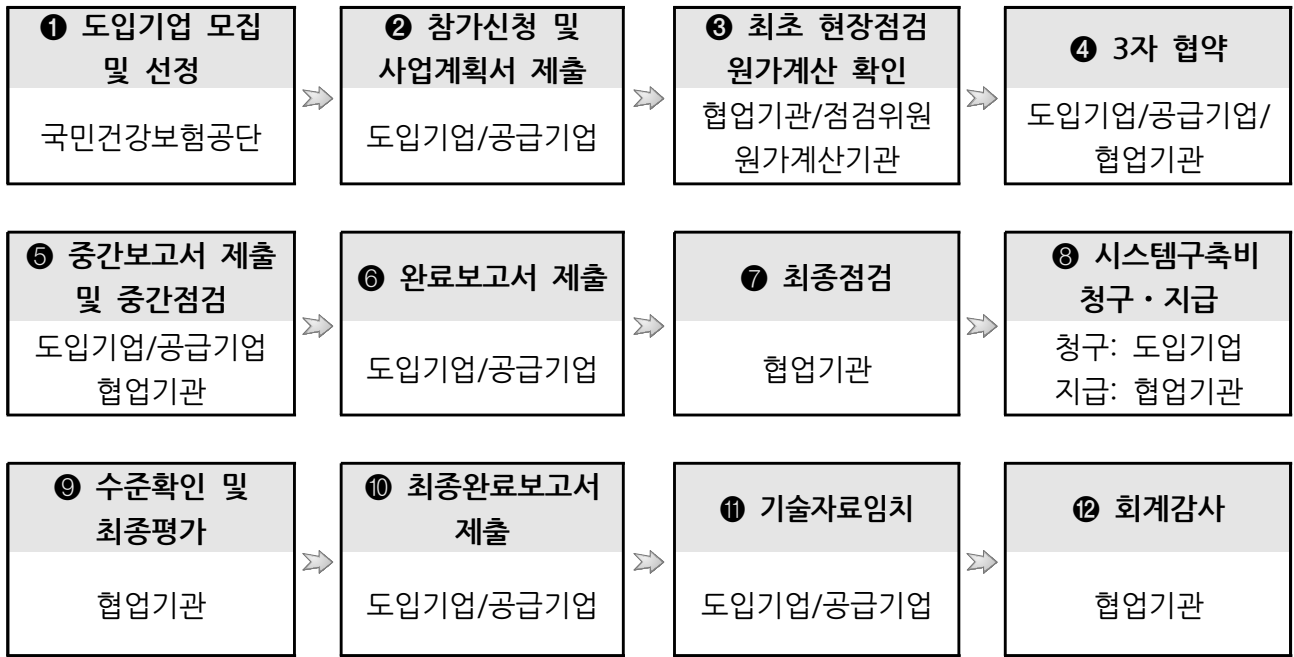 ❶ 도입기업 모집
및 선정
국민건강보험공단
❷ 참가신청 및
사업계획서 제출
도입기업/공급기업
❸ 최초 현장점검
원가계산 확인
협업기관/점검위원
원가계산기관
❹ 3자 협약
도입기업/공급기업/
협업기관
❺ 중간보고서 제출
및 중간점검
도입기업/공급기업
협업기관
❻ 완료보고서 제출
도입기업/공급기업
❼ 최종점검
협업기관
❽ 시스템구축비
청구・지급
청구: 도입기업
지급: 협업기관
❾ 수준확인 및
최종평가
협업기관
❿ 최종완료보고서
제출
도입기업/공급기업
⓫ 기술자료임치
도입기업/공급기업
⓬ 회계감사
협업기관